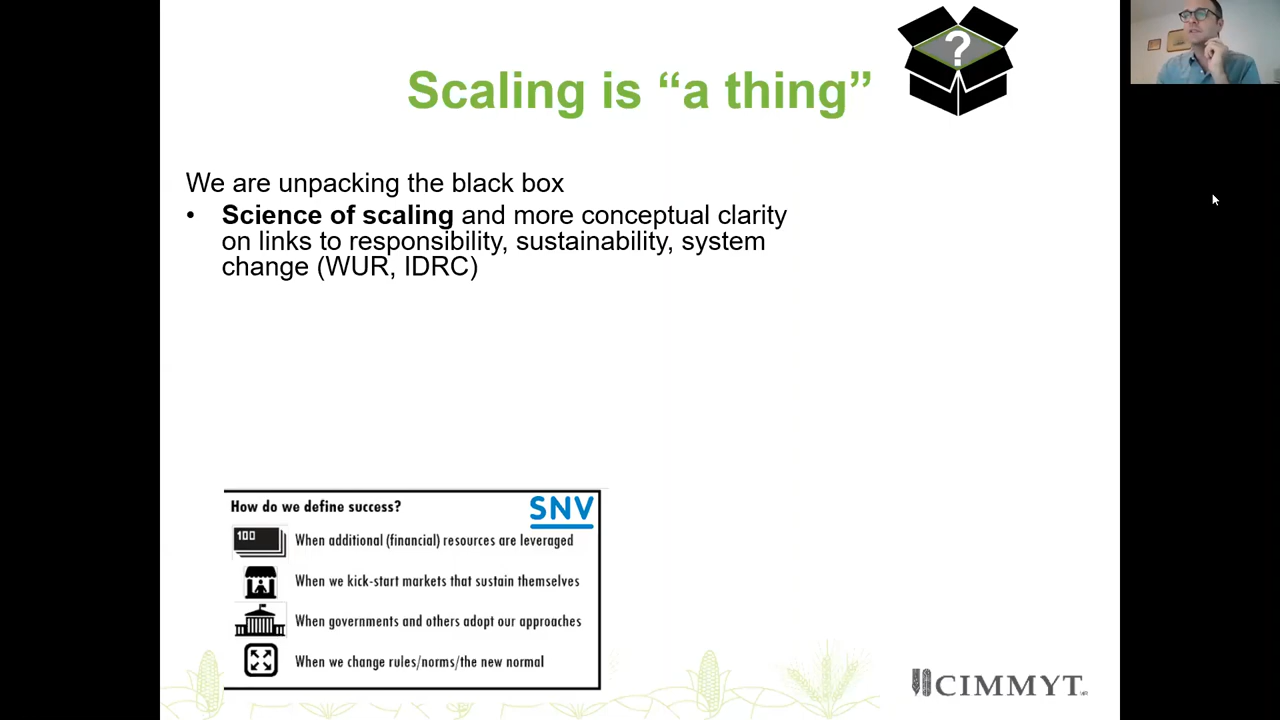 ?
Scaling is “a thing”
We are unpacking the black box
• Science of scaling and more conceptual clarity
on links to responsibility, sustainability, system
change (WUR, IDRC)
How do we define success?
SNV
100
When additional (financial) resources are leveraged
When we kick-start markets that sustain themselves
When governments and others adopt our approaches
When we change rules/norms/the new normal
CIMMYT